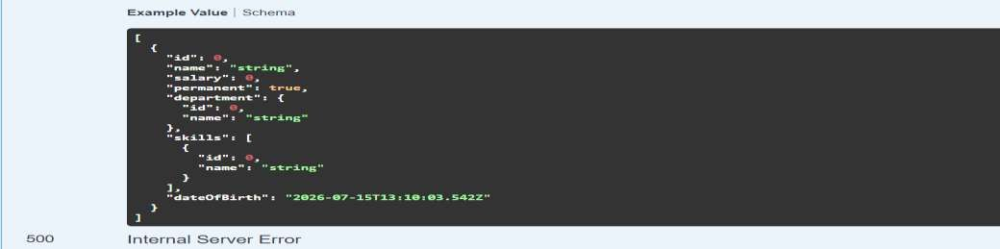 Example Value | Schema
[
  {
    "id": 0,
    "name": "string",
    "salary": 0,
    "permanent": true,
    "department": {
      "id": 0,
      "name": "string"
    },
    "skills": [
      {
        "id": 0,
        "name": "string"
      }
    ],
    "dateOfBirth": "2026-07-15T13:10:03.542Z"
  }
]
500 Internal Server Error